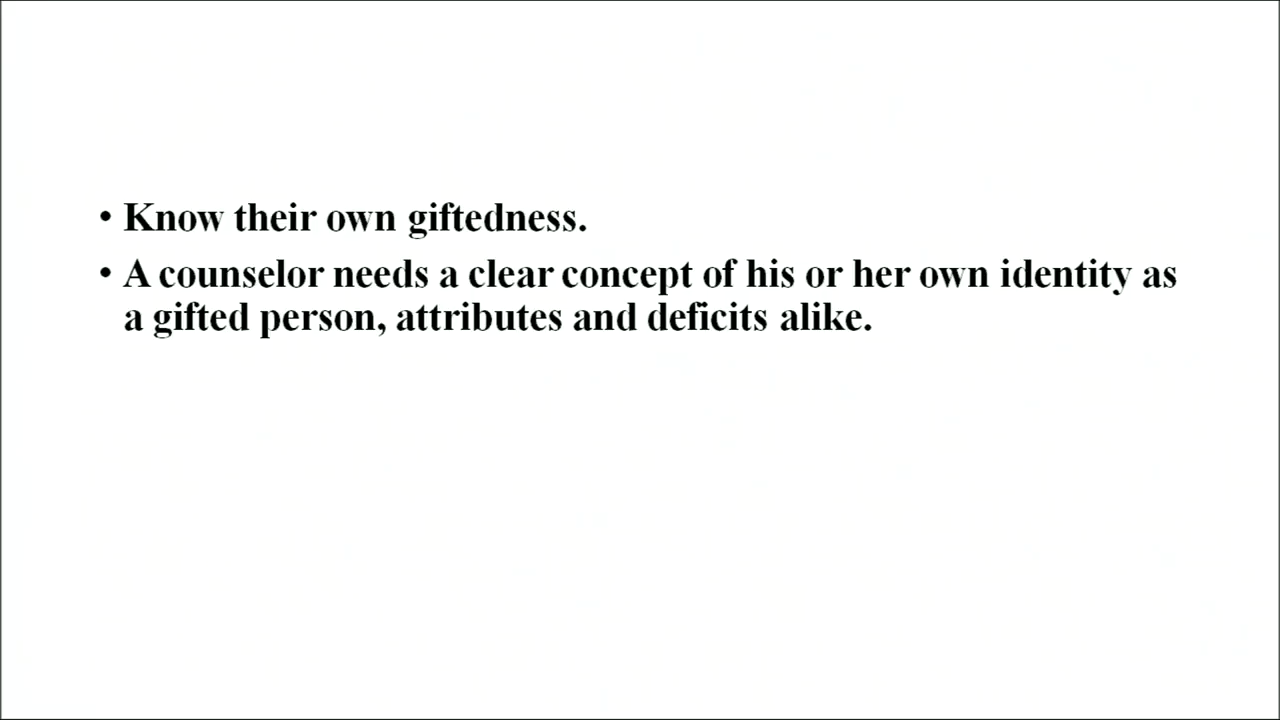 • Know their own giftedness.
• A counselor needs a clear concept of his or her own identity as
a gifted person, attributes and deficits alike.